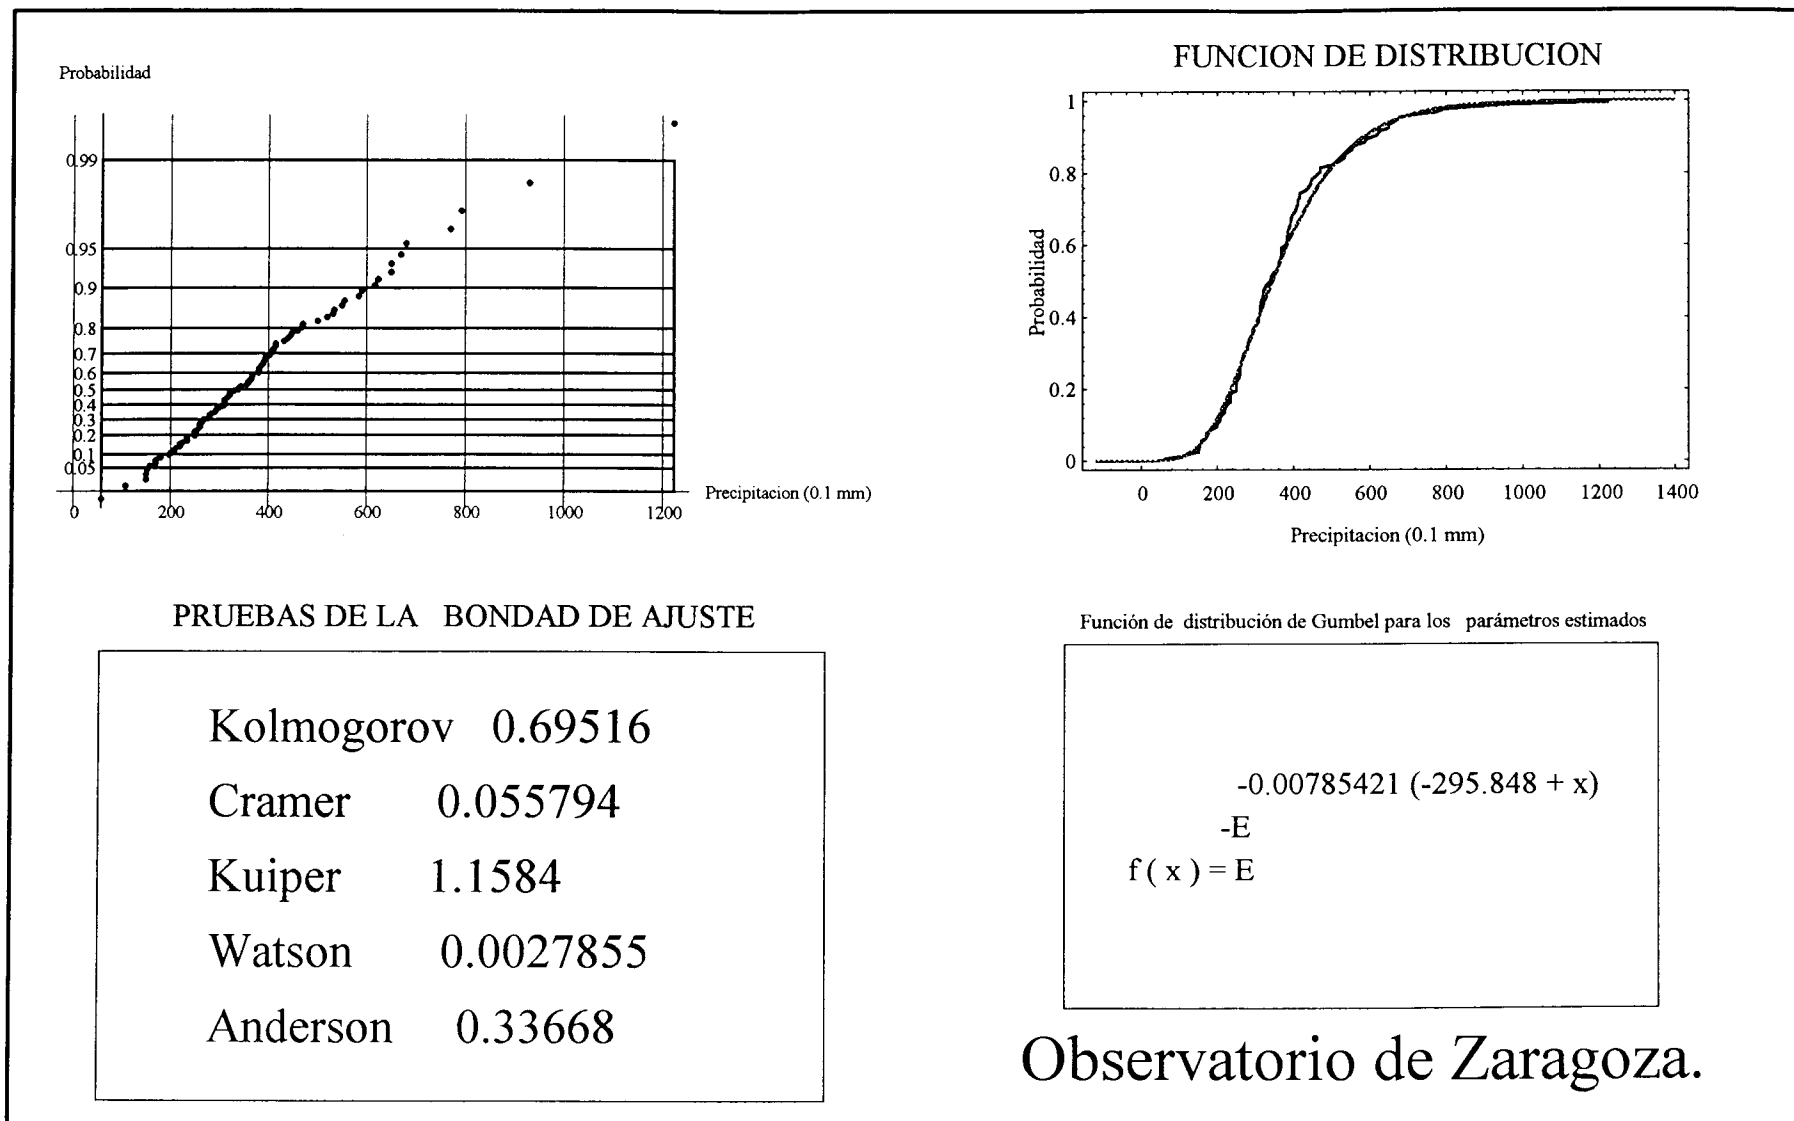 Probabilidad
0.99
0.95
0.9
0.8
0.7
0.6
0.5
0.4
0.3
0.2
0.1
0.05
0 200 400 600 800 1000 1200
Precipitacion (0.1 mm)
FUNCION DE DISTRIBUCION
Probabilidad
1
0.8
0.6
0.4
0.2
0
0 200 400 600 800 1000 1200 1400
Precipitacion (0.1 mm)
PRUEBAS DE LA BONDAD DE AJUSTE
Kolmogorov 0.69516
Cramer 0.055794
Kuiper 1.1584
Watson 0.0027855
Anderson 0.33668
Función de distribución de Gumbel para los parámetros estimados
-0.00785421 (-295.848 + x)
-E
f ( x ) = E
Observatorio de Zaragoza.